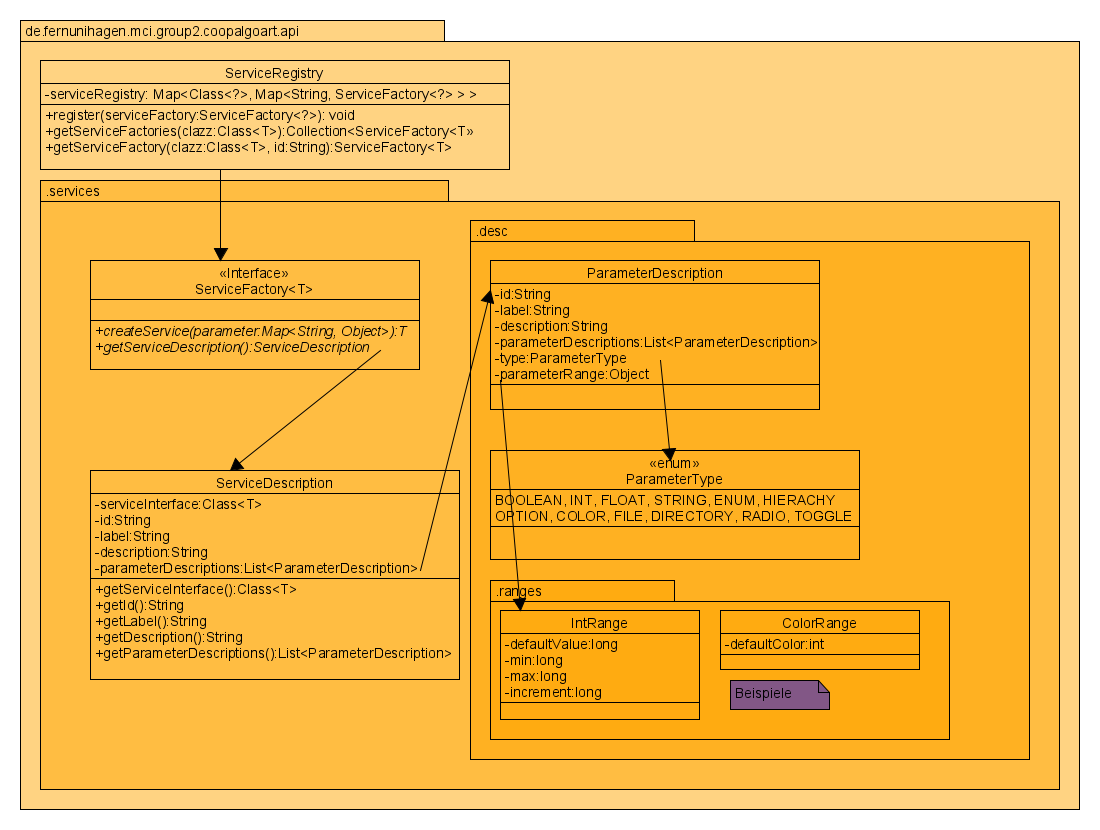 de.fernunihagen.mci.group2.coopalgoart.api
ServiceRegistry
-serviceRegistry: Map<Class<?>, Map<String, ServiceFactory<?> > >
+register(serviceFactory:ServiceFactory<?>): void
+getServiceFactories(clazz:Class<T>):Collection<ServiceFactory<T»
+getServiceFactory(clazz:Class<T>, id:String):ServiceFactory<T>
.services
«Interface»
ServiceFactory<T>
+createService(parameter:Map<String, Object>):T
+getServiceDescription():ServiceDescription
ServiceDescription
-serviceInterface:Class<T>
-id:String
-label:String
-description:String
-parameterDescriptions:List<ParameterDescription>
+getServiceInterface():Class<T>
+getId():String
+getLabel():String
+getDescription():String
+getParameterDescriptions():List<ParameterDescription>
.desc
ParameterDescription
-id:String
-label:String
-description:String
-parameterDescriptions:List<ParameterDescription>
-type:ParameterType
-parameterRange:Object
«enum»
ParameterType
BOOLEAN, INT, FLOAT, STRING, ENUM, HIERACHY
OPTION, COLOR, FILE, DIRECTORY, RADIO, TOGGLE
.ranges
IntRange
-defaultValue:long
-min:long
-max:long
-increment:long
ColorRange
-defaultColor:int
Beispiele